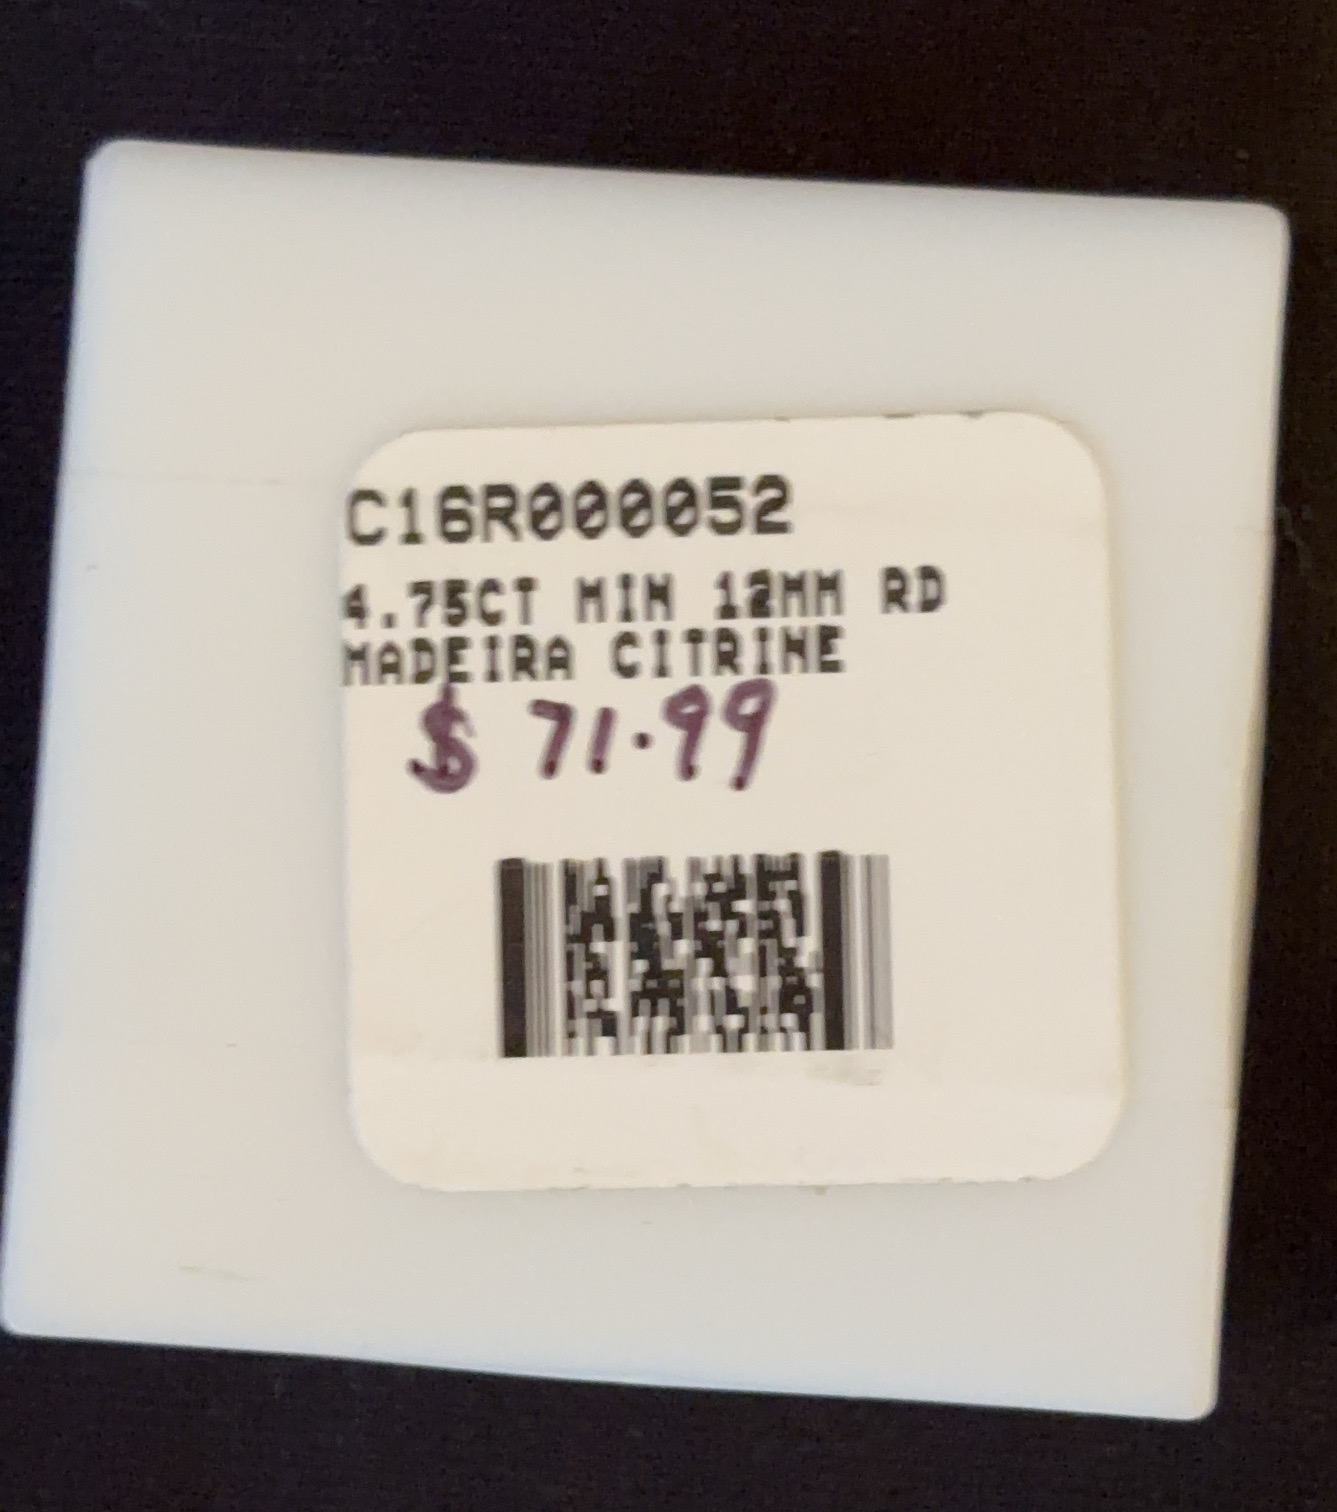 C16R000052
4.75CT MIN 12MM RD
MADEIRA CITRINE
$ 71.99